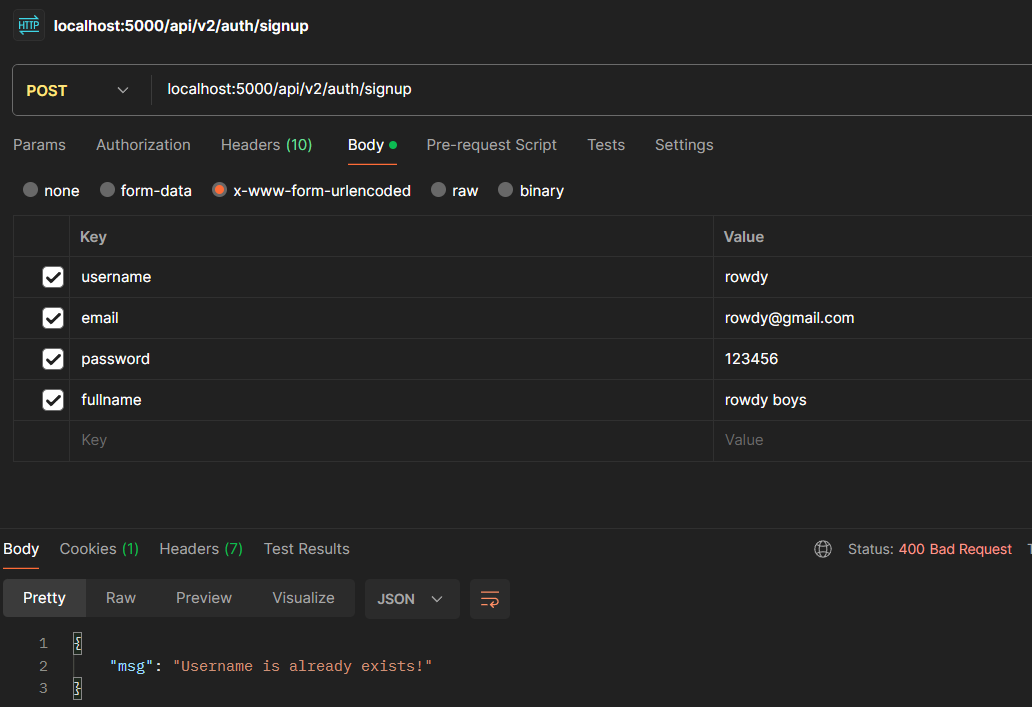 HTTP localhost:5000/api/v2/auth/signup
POST localhost:5000/api/v2/auth/signup
Params Authorization Headers (10) Body Pre-request Script Tests Settings
none form-data x-www-form-urlencoded raw binary
Key Value
username rowdy
email rowdy@gmail.com
password 123456
fullname rowdy boys
Key Value
Body Cookies (1) Headers (7) Test Results Status: 400 Bad Request
Pretty Raw Preview Visualize JSON
1 {
2 "msg": "Username is already exists!"
3 }